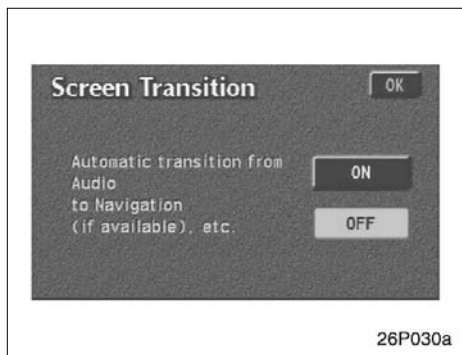 Screen Transition OK
Automatic transition from
Audio
to Navigation
(if available), etc.
ON
OFF
26P030a